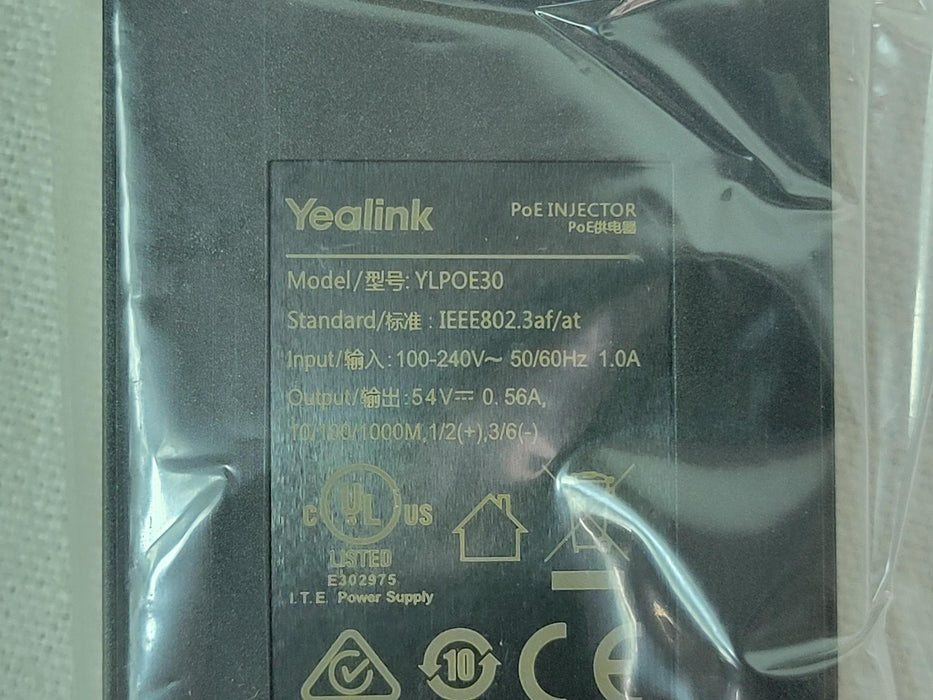 Yealink
PoE INJECTOR
PoE供电器
Model/型号: YLPOE30
Standard/标准 : IEEE802.3af/at
Input/输入: 100-240V～ 50/60Hz 1.0A
Output/输出:54V⎓ 0.56A,
10/100/1000M,1/2(+),3/6(-)
C UL US
LISTED
E302975
I.T.E. Power Supply
10
CE